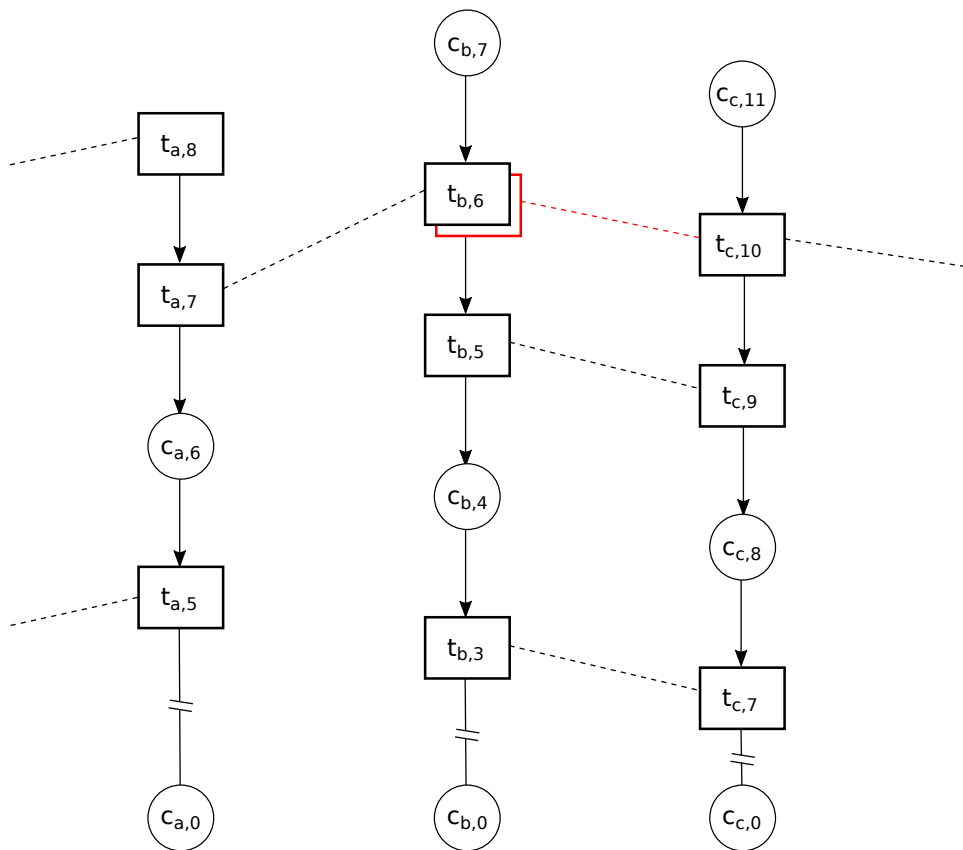 c_b,7
c_c,11
t_a,8
t_b,6
t_c,10
t_a,7
t_b,5
t_c,9
c_a,6
c_b,4
c_c,8
t_a,5
t_b,3
t_c,7
c_a,0
c_b,0
c_c,0